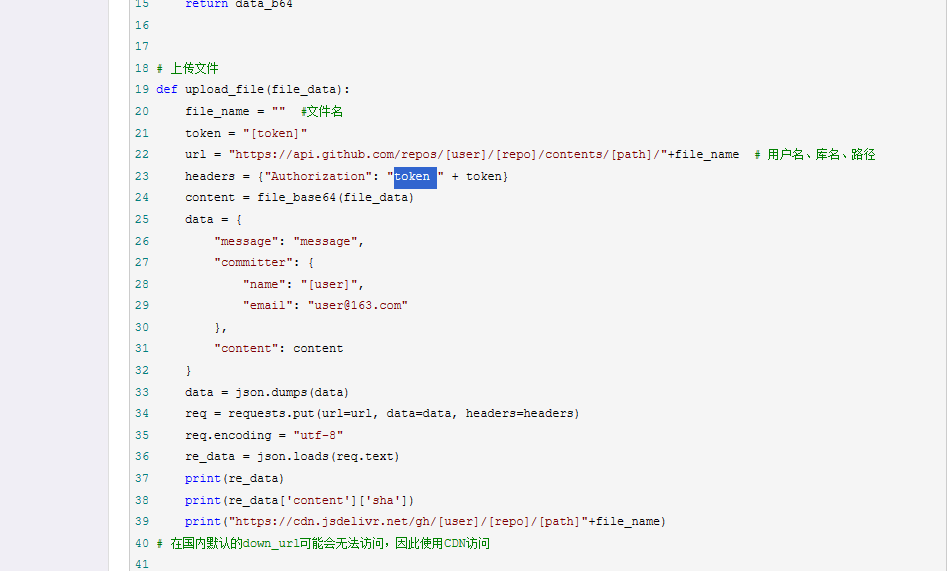 15     return data_b64
16
17
18 # 上传文件
19 def upload_file(file_data):
20     file_name = ""  #文件名
21     token = "[token]"
22     url = "https://api.github.com/repos/[user]/[repo]/contents/[path]/"+file_name  # 用户名、库名、路径
23     headers = {"Authorization": "token " + token}
24     content = file_base64(file_data)
25     data = {
26         "message": "message",
27         "committer": {
28             "name": "[user]",
29             "email": "user@163.com"
30         },
31         "content": content
32     }
33     data = json.dumps(data)
34     req = requests.put(url=url, data=data, headers=headers)
35     req.encoding = "utf-8"
36     re_data = json.loads(req.text)
37     print(re_data)
38     print(re_data['content']['sha'])
39     print("https://cdn.jsdelivr.net/gh/[user]/[repo]/[path]"+file_name)
40 # 在国内默认的down_url可能会无法访问，因此使用CDN访问
41